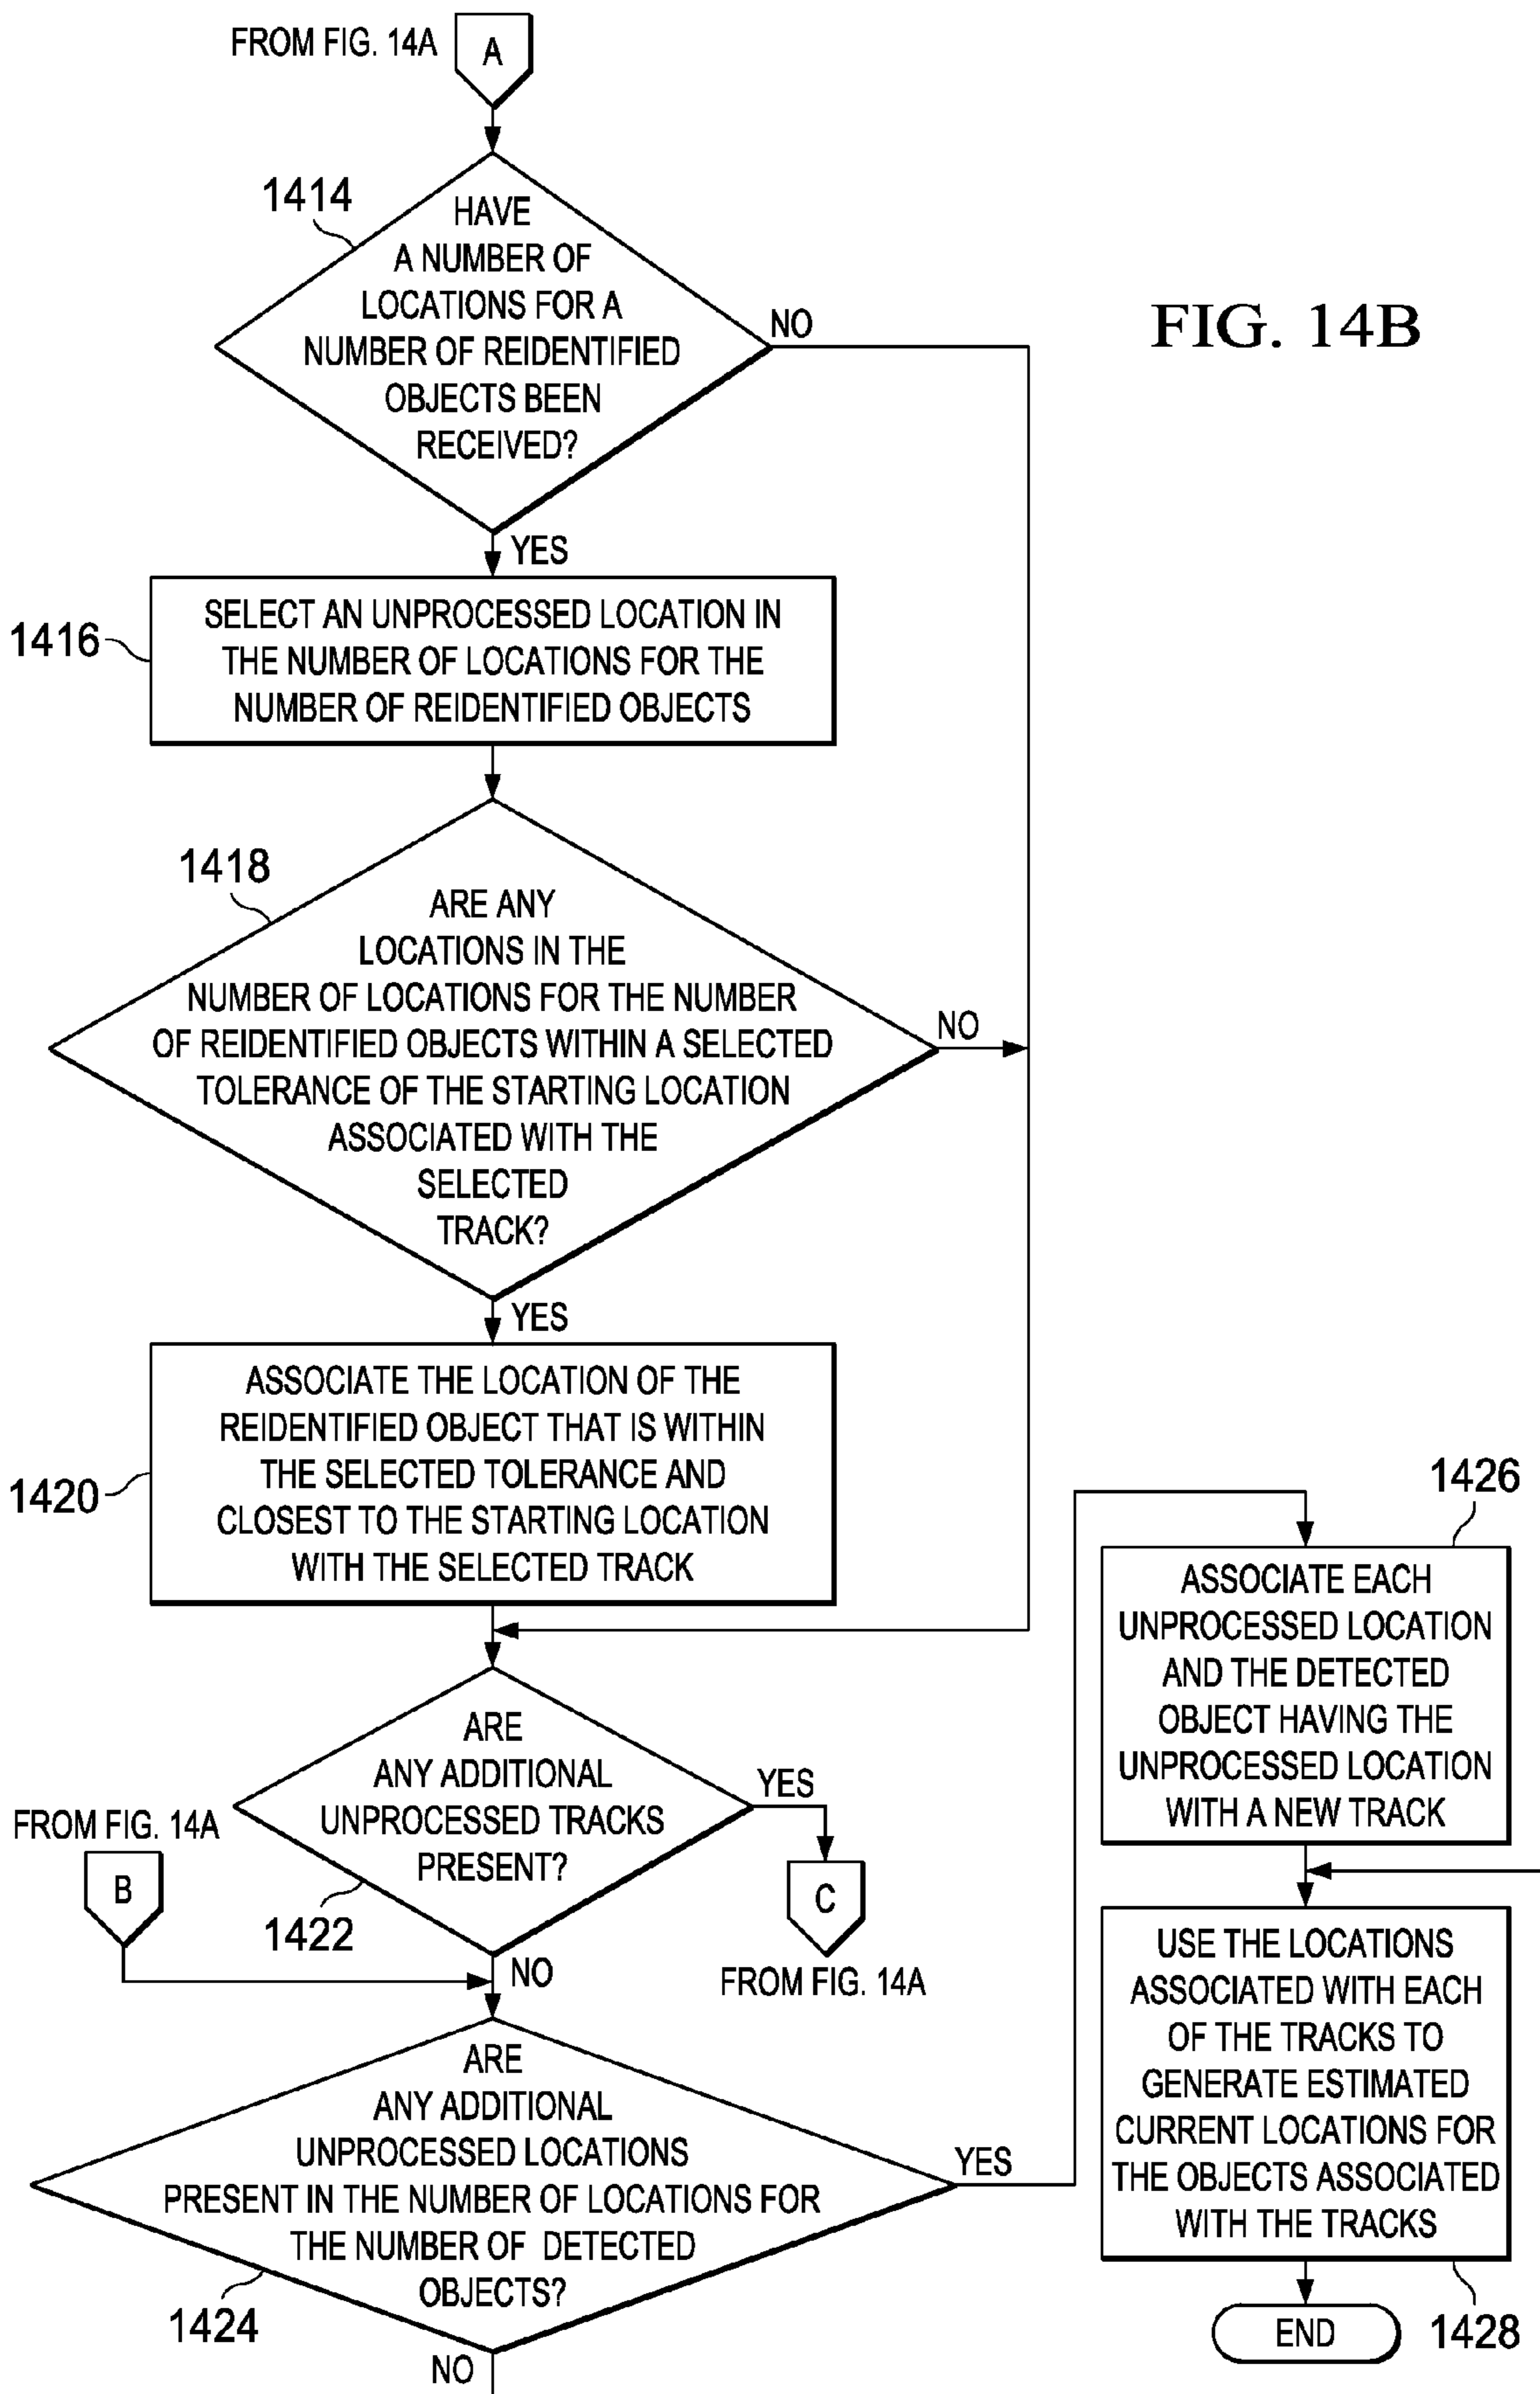 FROM FIG. 14A
A
FIG. 14B
1414
HAVE
A NUMBER OF
LOCATIONS FOR A
NUMBER OF REIDENTIFIED
OBJECTS BEEN
RECEIVED?
NO
YES
1416
SELECT AN UNPROCESSED LOCATION IN
THE NUMBER OF LOCATIONS FOR THE
NUMBER OF REIDENTIFIED OBJECTS
1418
ARE ANY
LOCATIONS IN THE
NUMBER OF LOCATIONS FOR THE NUMBER
OF REIDENTIFIED OBJECTS WITHIN A SELECTED
TOLERANCE OF THE STARTING LOCATION
ASSOCIATED WITH THE
SELECTED
TRACK?
NO
YES
1420
ASSOCIATE THE LOCATION OF THE
REIDENTIFIED OBJECT THAT IS WITHIN
THE SELECTED TOLERANCE AND
CLOSEST TO THE STARTING LOCATION
WITH THE SELECTED TRACK
ARE
ANY ADDITIONAL
UNPROCESSED TRACKS
PRESENT?
1422
YES
C
FROM FIG. 14A
FROM FIG. 14A
B
NO
ARE
ANY ADDITIONAL
UNPROCESSED LOCATIONS
PRESENT IN THE NUMBER OF LOCATIONS FOR
THE NUMBER OF DETECTED
OBJECTS?
1424
YES
NO
1426
ASSOCIATE EACH
UNPROCESSED LOCATION
AND THE DETECTED
OBJECT HAVING THE
UNPROCESSED LOCATION
WITH A NEW TRACK
USE THE LOCATIONS
ASSOCIATED WITH EACH
OF THE TRACKS TO
GENERATE ESTIMATED
CURRENT LOCATIONS FOR
THE OBJECTS ASSOCIATED
WITH THE TRACKS
1428
END